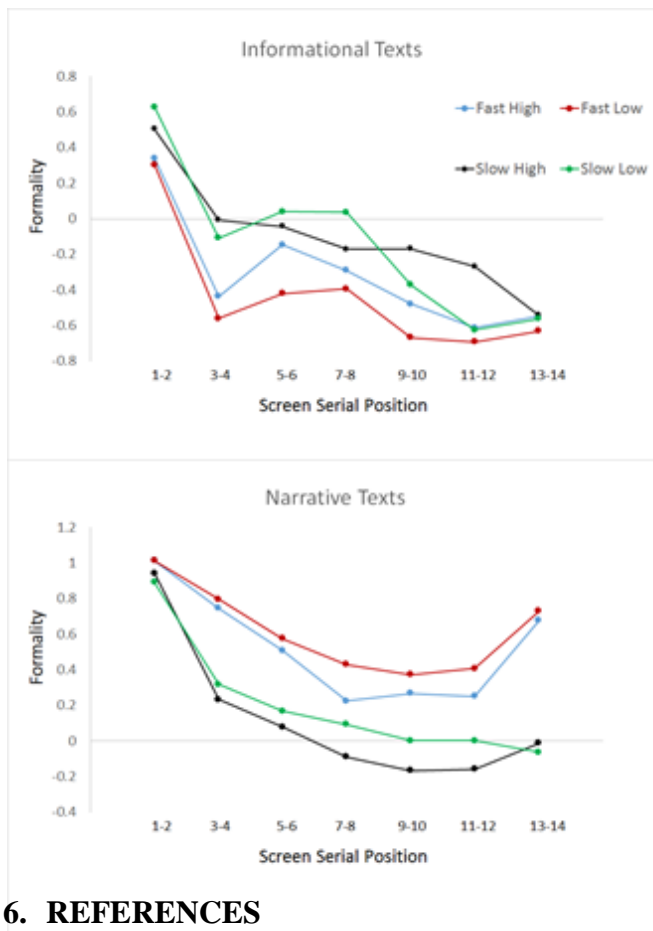 Informational Texts
0.8
0.6
0.4
0.2
0
-0.2
-0.4
-0.6
-0.8
Formality
Fast High Fast Low
Slow High Slow Low
1-2 3-4 5-6 7-8 9-10 11-12 13-14
Screen Serial Position
Narrative Texts
1.2
1
0.8
0.6
0.4
0.2
0
-0.2
-0.4
Formality
1-2 3-4 5-6 7-8 9-10 11-12 13-14
Screen Serial Position
6. REFERENCES